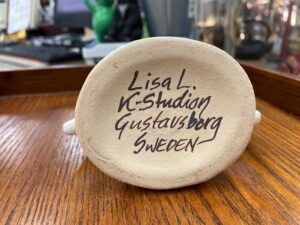 Lisa L.
K-Studion
Gustavsberg
SWEDEN